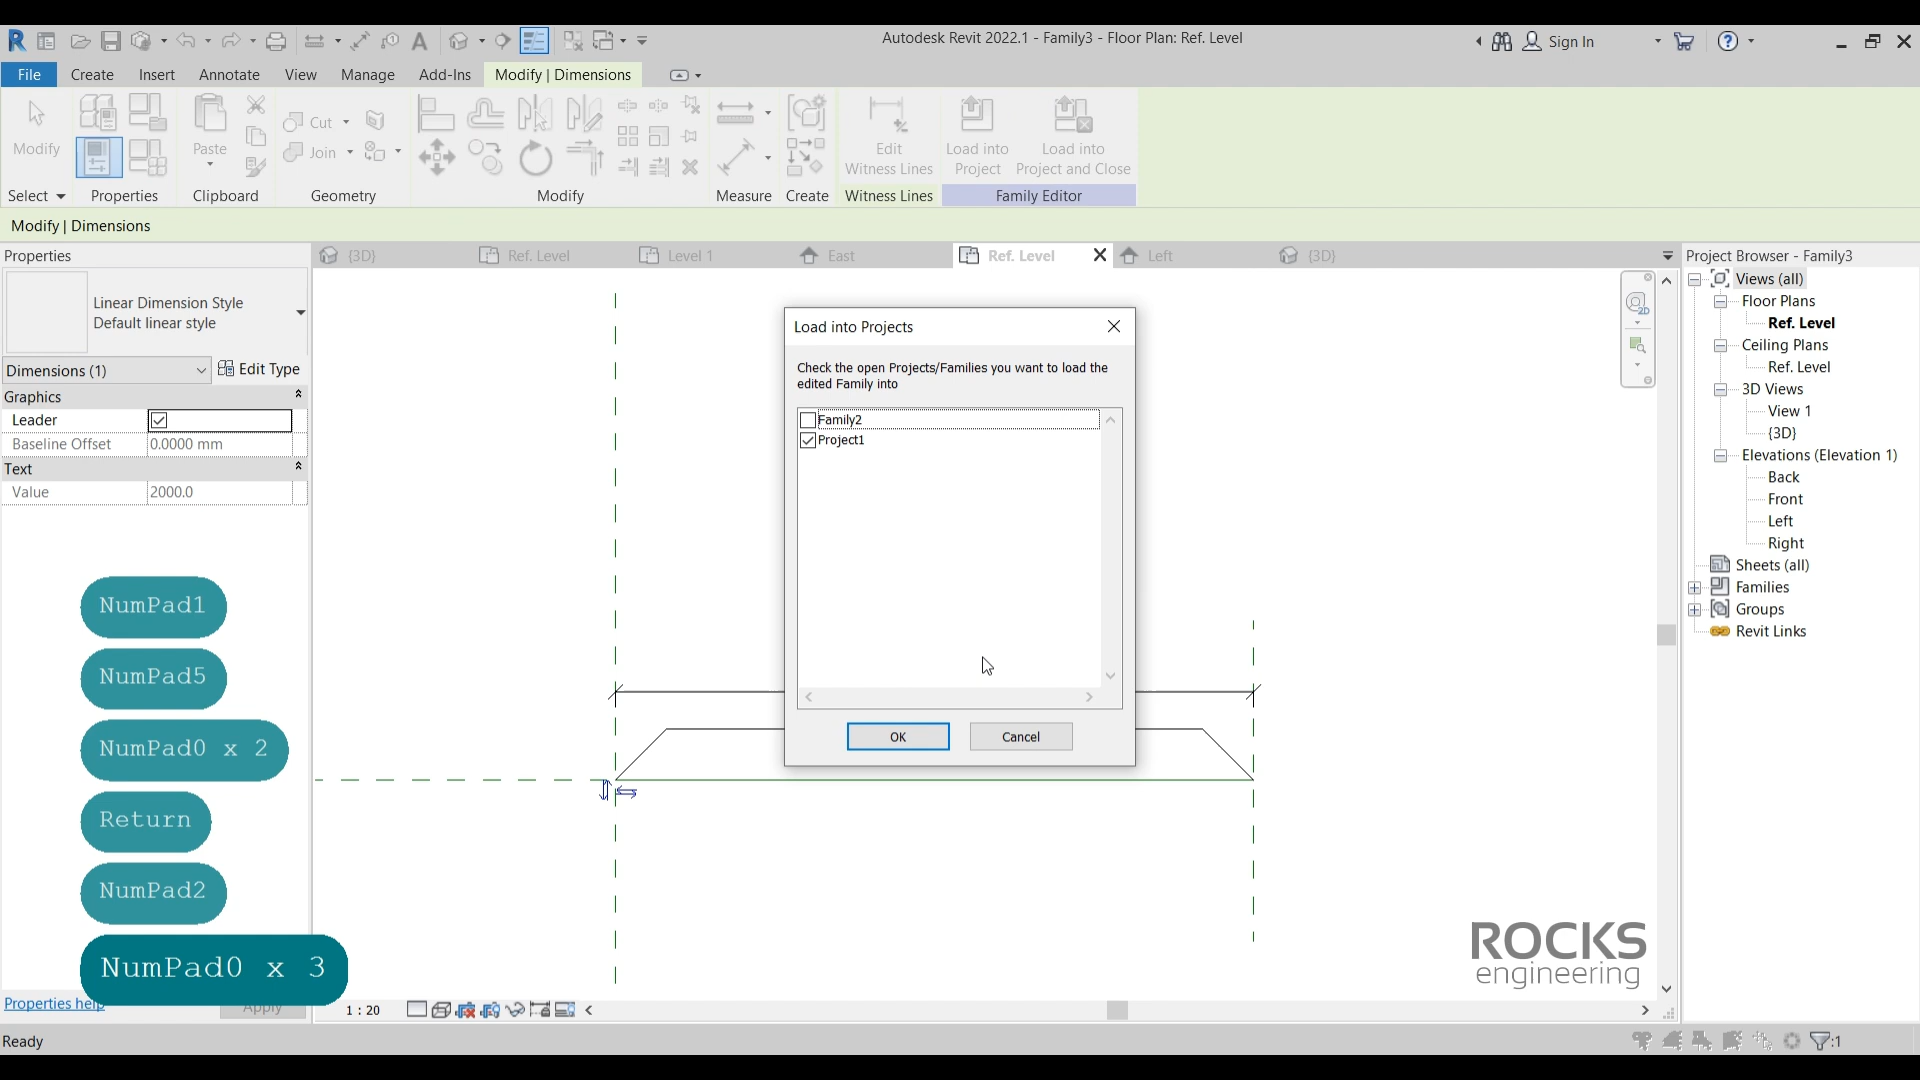 Autodesk Revit 2022.1 - Family3 - Floor Plan: Ref. Level
Sign In
File Create Insert Annotate View Manage Add-Ins Modify | Dimensions
Modify
Paste
Cut
Join
Edit
Witness Lines
Load into
Project
Load into
Project and Close
Select Properties Clipboard Geometry Modify Measure Create Witness Lines Family Editor
Modify | Dimensions
Properties
{3D} Ref. Level Level 1 East Ref. Level Left {3D}
Linear Dimension Style
Default linear style
Dimensions (1) Edit Type
Graphics
Leader
Baseline Offset 0.0000 mm
Text
Value 2000.0
NumPad1
NumPad5
NumPad0 x 2
Return
NumPad2
NumPad0 x 3
Properties help
Apply
Load into Projects
Check the open Projects/Families you want to load the
edited Family into
Family2
Project1
OK Cancel
2D
Project Browser - Family3
Views (all)
Floor Plans
Ref. Level
Ceiling Plans
Ref. Level
3D Views
View 1
{3D}
Elevations (Elevation 1)
Back
Front
Left
Right
Sheets (all)
Families
Groups
Revit Links
ROCKS
engineering
1 : 20
Ready
:1